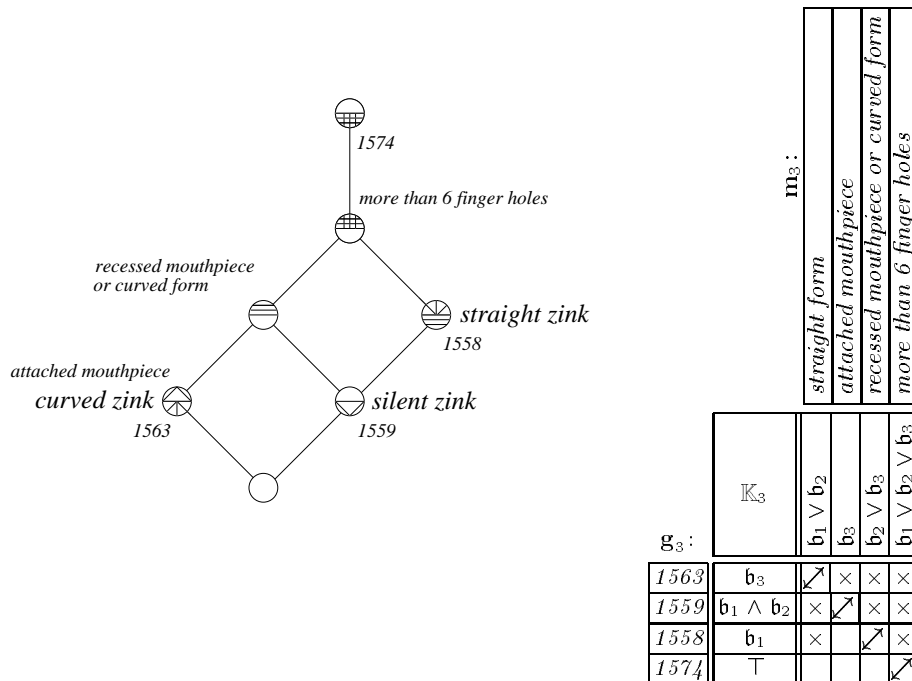 1574
more than 6 finger holes
recessed mouthpiece
or curved form
straight zink
1558
attached mouthpiece
curved zink
1563
silent zink
1559
m₃:
straight form
attached mouthpiece
recessed mouthpiece or curved form
more than 6 finger holes
g₃:
𝕂₃ 𝔟₁ ∨ 𝔟₂ 𝔟₃ 𝔟₂ ∨ 𝔟₃ 𝔟₁ ∨ 𝔟₂ ∨ 𝔟₃
1563 𝔟₃ ⤢ × × ×
1559 𝔟₁ ∧ 𝔟₂ × ⤢ × ×
1558 𝔟₁ × ⤢ ×
1574 ⊤ ⤢